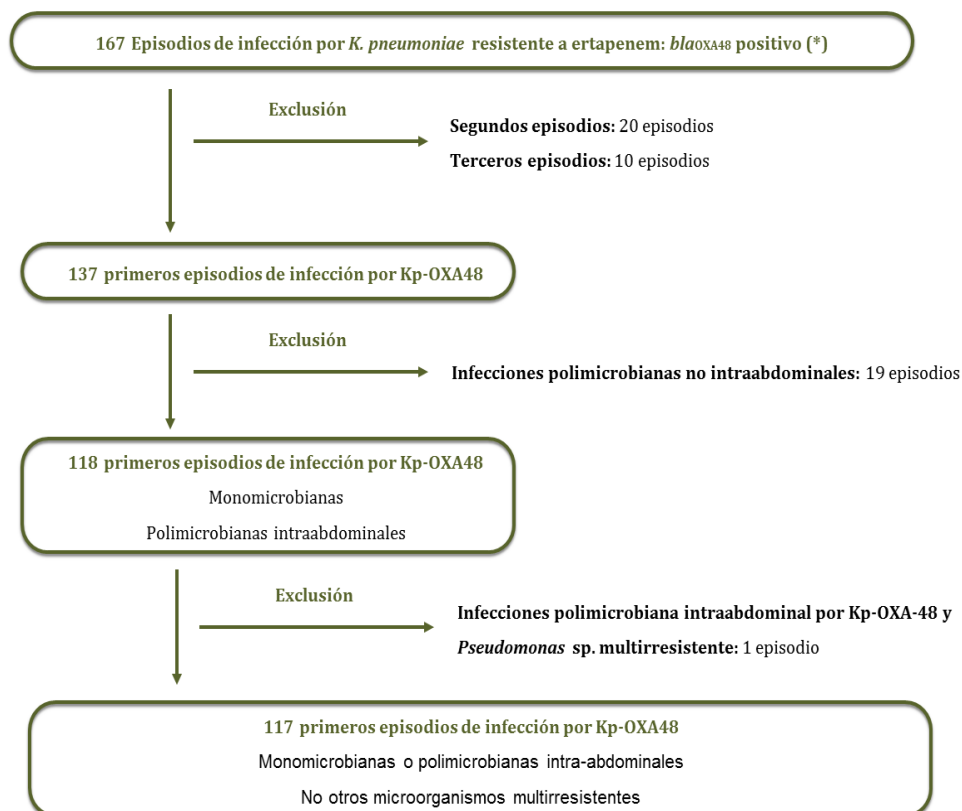 167 Episodios de infección por K. pneumoniae resistente a ertapenem: blaOXA48 positivo (*)
Exclusión
Segundos episodios: 20 episodios
Terceros episodios: 10 episodios
137 primeros episodios de infección por Kp-OXA48
Exclusión
Infecciones polimicrobianas no intraabdominales: 19 episodios
118 primeros episodios de infección por Kp-OXA48
Monomicrobianas
Polimicrobianas intraabdominales
Exclusión
Infecciones polimicrobiana intraabdominal por Kp-OXA-48 y
Pseudomonas sp. multirresistente: 1 episodio
117 primeros episodios de infección por Kp-OXA48
Monomicrobianas o polimicrobianas intra-abdominales
No otros microorganismos multirresistentes